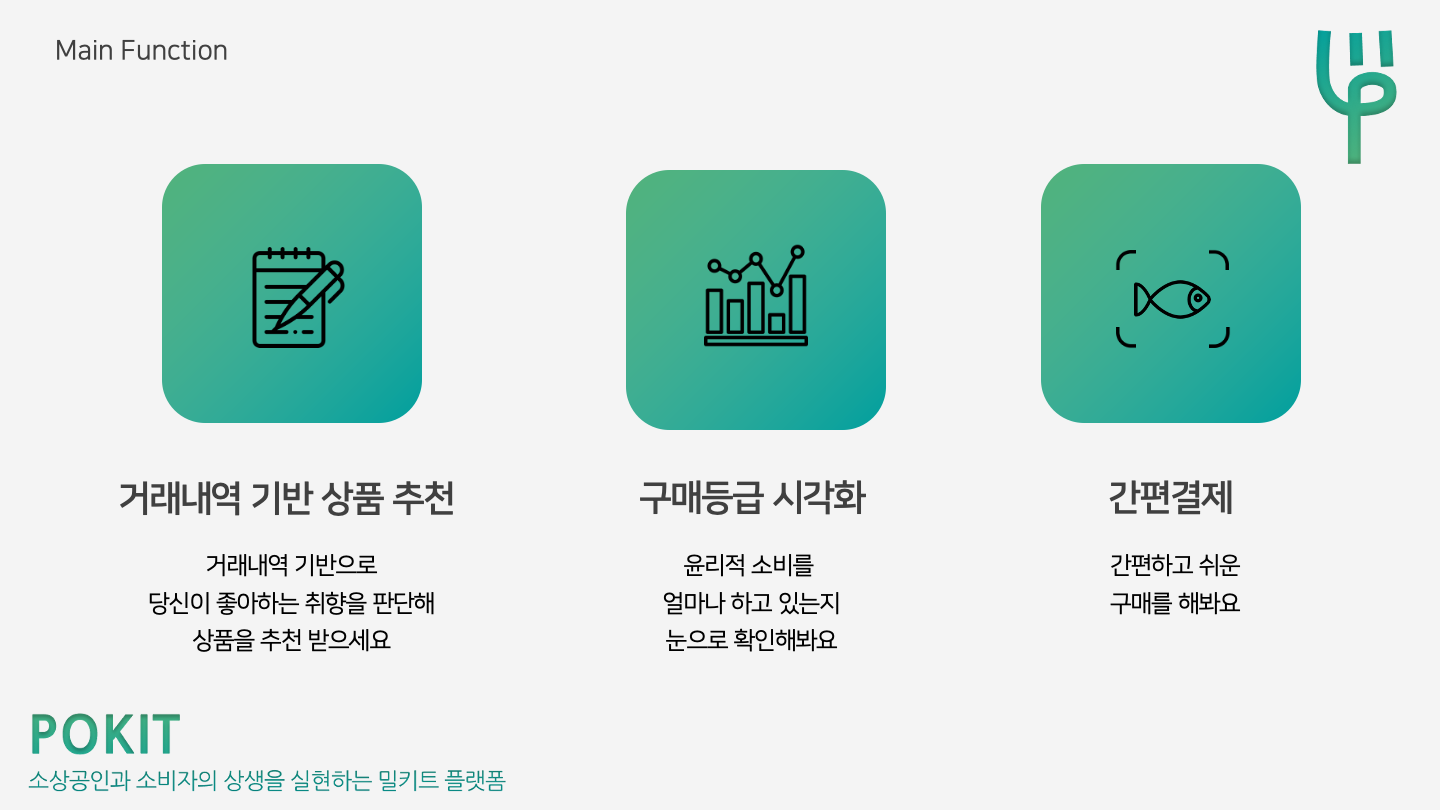 Main Function
거래내역 기반 상품 추천
거래내역 기반으로
당신이 좋아하는 취향을 판단해
상품을 추천 받으세요
구매등급 시각화
윤리적 소비를
얼마나 하고 있는지
눈으로 확인해봐요
간편결제
간편하고 쉬운
구매를 해봐요
POKIT
소상공인과 소비자의 상생을 실현하는 밀키트 플랫폼